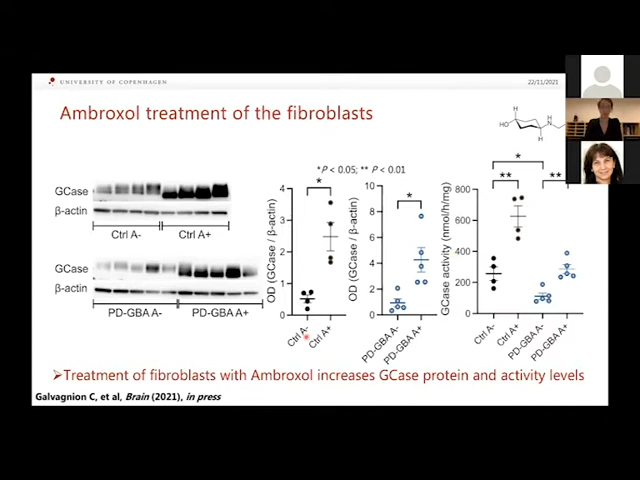 UNIVERSITY OF COPENHAGEN
22/11/2021
Ambroxol treatment of the fibroblasts
H
HO
N
H
H
*P < 0.05; ** P < 0.01
GCase
β-actin
Ctrl A- Ctrl A+
GCase
β-actin
PD-GBA A- PD-GBA A+
OD (GCase / β-actin)
4
3
2
1
0
*
Ctrl A-
Ctrl A+
OD (GCase / β-actin)
10
8
6
4
2
0
*
PD-GBA A-
PD-GBA A+
GCase activity (nmol/h/mg)
800
600
400
200
0
*
** **
Ctrl A-
Ctrl A+
PD-GBA A-
PD-GBA A+
➤Treatment of fibroblasts with Ambroxol increases GCase protein and activity levels
Galvagnion C, et al, Brain (2021), in press